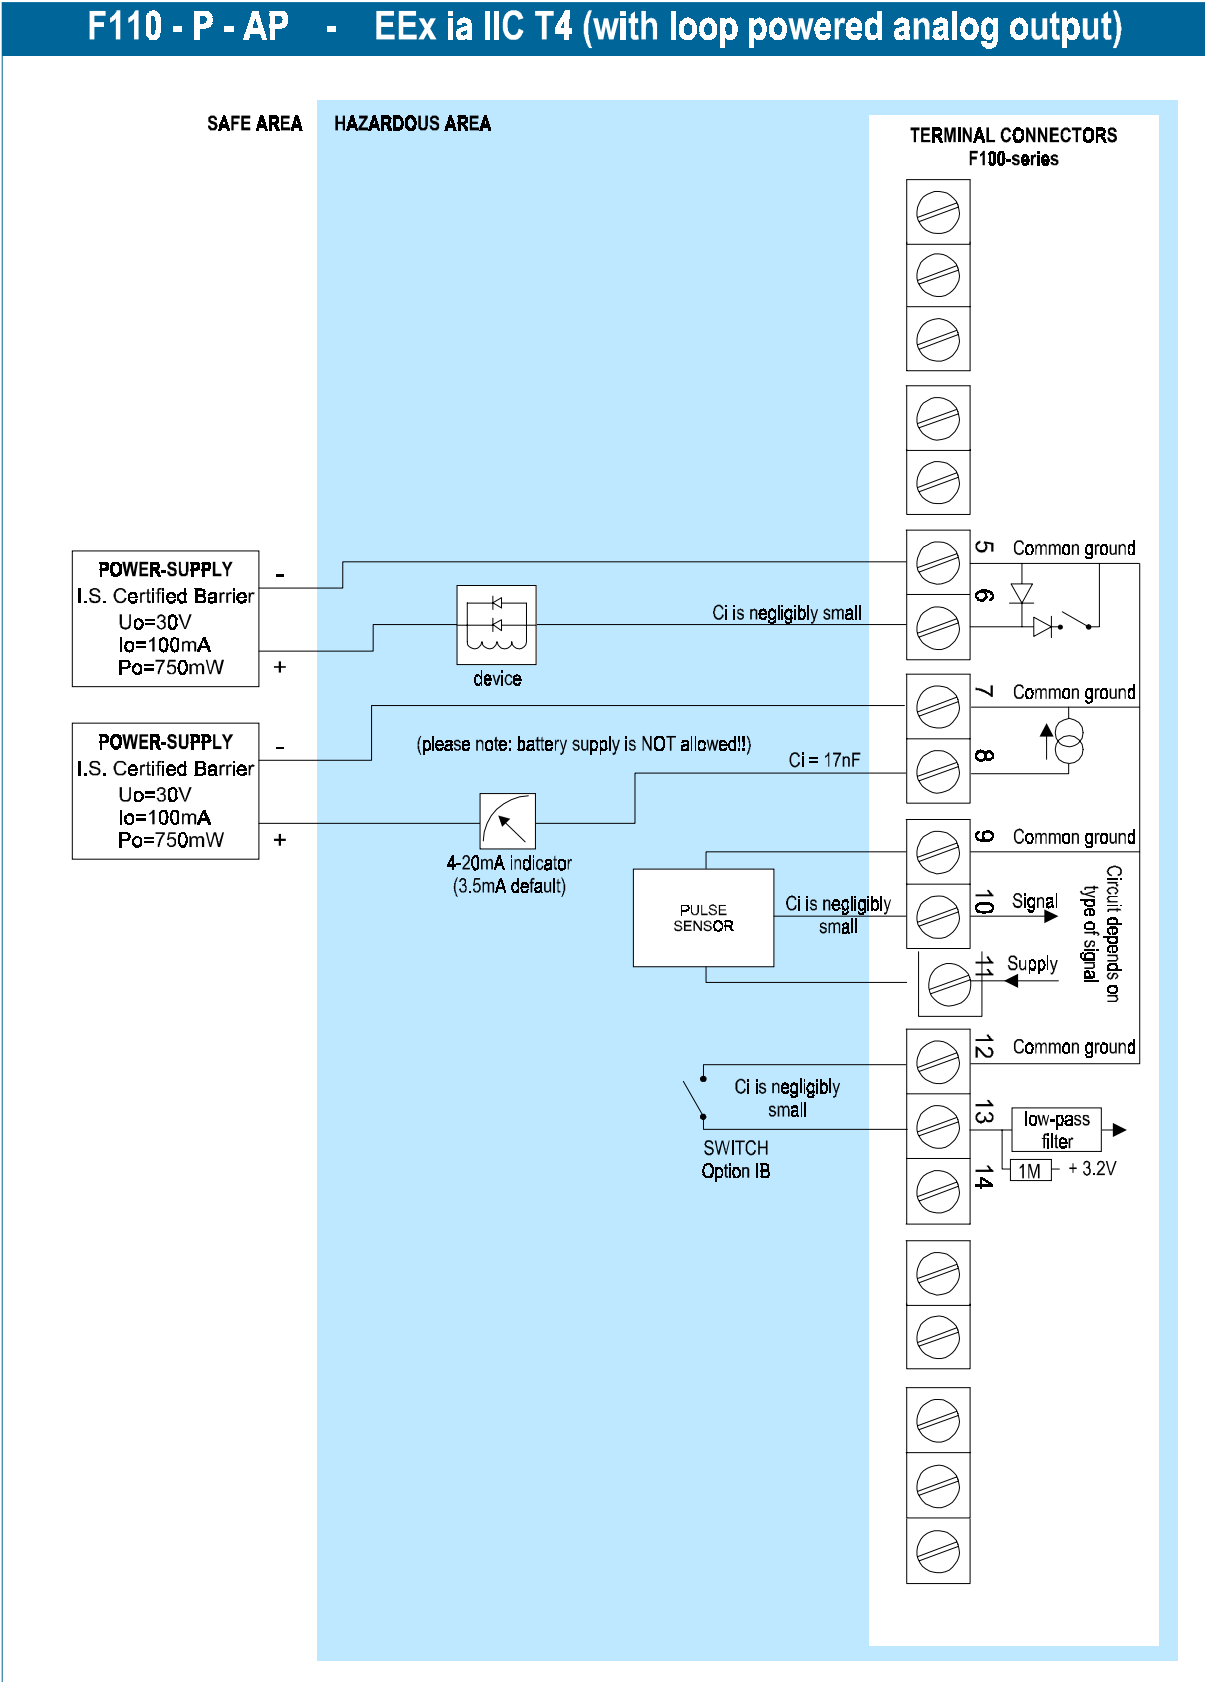 F110 - P - AP - EEx ia IIC T4 (with loop powered analog output)
SAFE AREA
HAZARDOUS AREA
TERMINAL CONNECTORS
F100-series
POWER-SUPPLY
I.S. Certified Barrier
Uo=30V
Io=100mA
Po=750mW
-
+
device
Ci is negligibly small
5
Common ground
6
POWER-SUPPLY
I.S. Certified Barrier
Uo=30V
Io=100mA
Po=750mW
-
+
(please note: battery supply is NOT allowed!!)
Ci = 17nF
4-20mA indicator
(3.5mA default)
7
Common ground
8
PULSE
SENSOR
Ci is negligibly
small
9
Common ground
10
Signal
11
Supply
Circuit depends on
type of signal
12
Common ground
Ci is negligibly
small
SWITCH
Option IB
13
low-pass
filter
14
1M
+ 3.2V